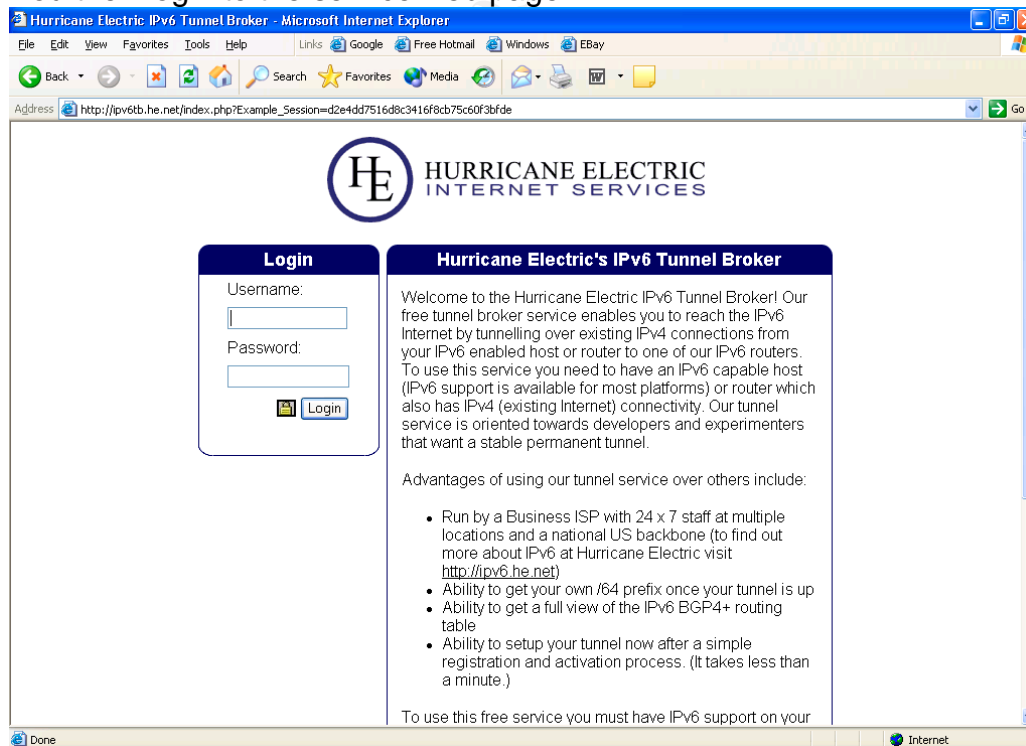 Hurricane Electric IPv6 Tunnel Broker - Microsoft Internet Explorer
File Edit View Favorites Tools Help Links Google Free Hotmail Windows EBay
Back Search Favorites Media
Address http://ipv6tb.he.net/index.php?Example_Session=d2e4dd7516d8c3416f8cb75c60f3bfde Go
HE HURRICANE ELECTRIC
INTERNET SERVICES
Login
Username:
Password:
Login
Hurricane Electric's IPv6 Tunnel Broker
Welcome to the Hurricane Electric IPv6 Tunnel Broker! Our
free tunnel broker service enables you to reach the IPv6
Internet by tunnelling over existing IPv4 connections from
your IPv6 enabled host or router to one of our IPv6 routers.
To use this service you need to have an IPv6 capable host
(IPv6 support is available for most platforms) or router which
also has IPv4 (existing Internet) connectivity. Our tunnel
service is oriented towards developers and experimenters
that want a stable permanent tunnel.
Advantages of using our tunnel service over others include:
• Run by a Business ISP with 24 x 7 staff at multiple
locations and a national US backbone (to find out
more about IPv6 at Hurricane Electric visit
http://ipv6.he.net)
• Ability to get your own /64 prefix once your tunnel is up
• Ability to get a full view of the IPv6 BGP4+ routing
table
• Ability to setup your tunnel now after a simple
registration and activation process. (It takes less than
a minute.)
To use this free service you must have IPv6 support on your
Done Internet